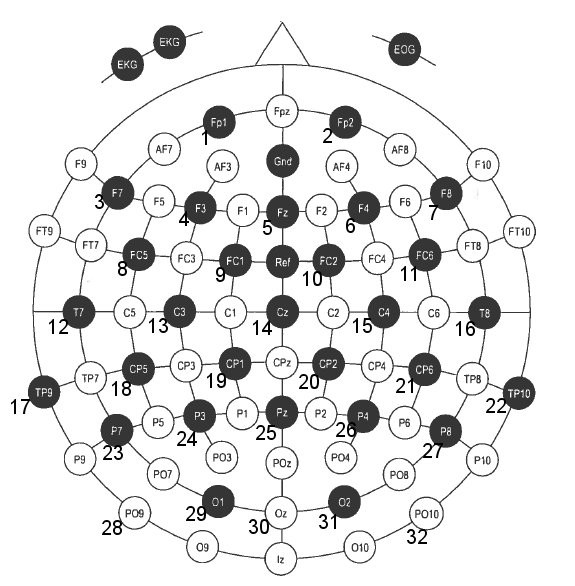 EKG
EKG
EOG
Fp1
Fpz
Fp2
1
2
AF7
AF8
F9
AF3
Gnd
AF4
F10
F7
F8
3
F5
F3
F1
Fz
F2
F4
F6
7
4
5
6
FT9
FT7
FC5
FC3
FC1
Ref
FC2
FC4
FC6
FT8
FT10
8
9
10
11
T7
C5
C3
C1
Cz
C2
C4
C6
T8
12
13
14
15
16
TP9
TP7
CP5
CP3
CP1
CPz
CP2
CP4
CP6
TP8
TP10
17
18
19
20
21
22
P7
P5
P3
P1
Pz
P2
P4
P6
P8
23
24
25
26
27
P9
PO7
PO3
POz
PO4
PO8
P10
PO9
O1
Oz
O2
PO10
28
29
30
31
32
O9
Iz
O10